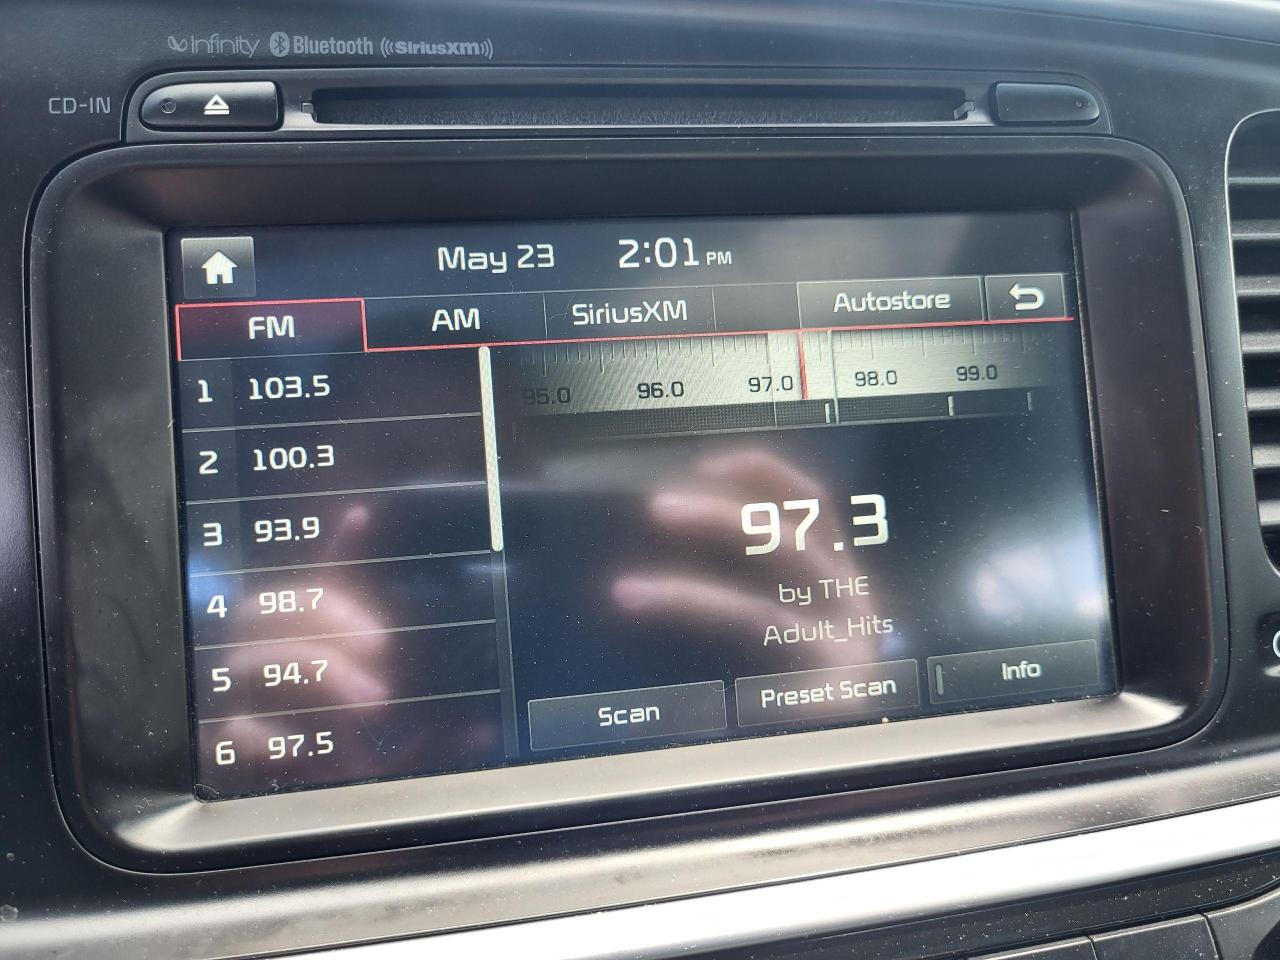 Infinity Bluetooth SiriusXM
CD-IN
May 23 2:01 PM
FM AM SiriusXM Autostore
95.0 96.0 97.0 98.0 99.0
1 103.5
2 100.3
3 93.9
4 98.7
5 94.7
6 97.5
97.3
by THE
Adult_Hits
Scan Preset Scan Info